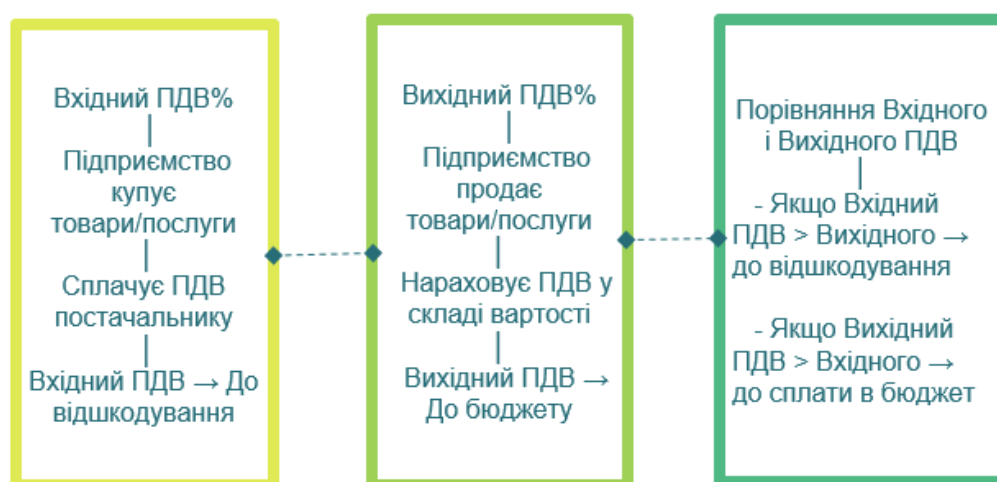 Вхідний ПДВ%
|
Підприємство
купує
товари/послуги
|
Сплачує ПДВ
постачальнику
|
Вхідний ПДВ → До
відшкодування
Вихідний ПДВ%
|
Підприємство
продає
товари/послуги
|
Нараховує ПДВ у
складі вартості
|
Вихідний ПДВ →
До бюджету
Порівняння Вхідного
і Вихідного ПДВ
|
- Якщо Вхідний
ПДВ > Вихідного →
до відшкодування
- Якщо Вихідний
ПДВ > Вхідного →
до сплати в бюджет